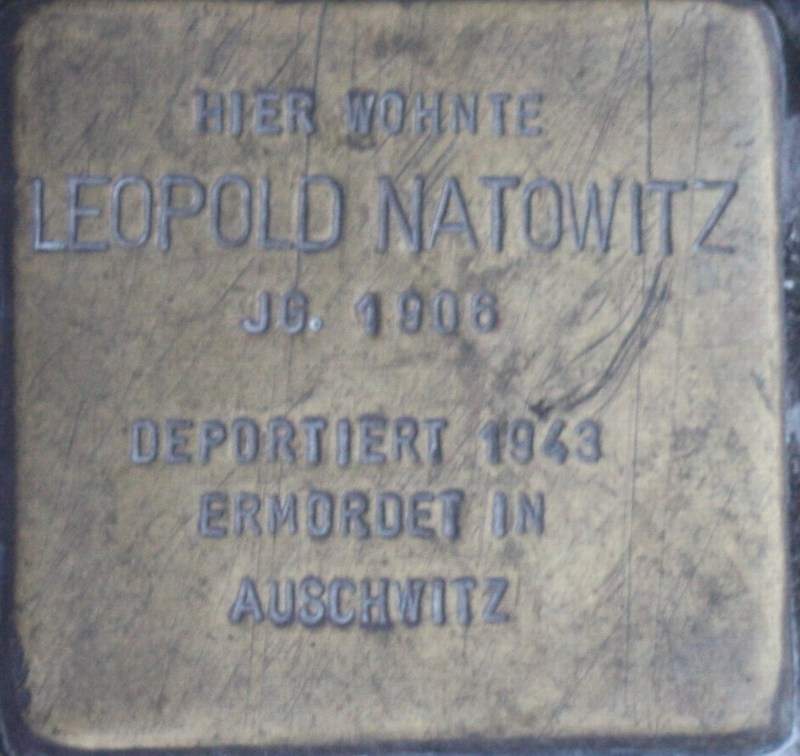 HIER WOHNTE
LEOPOLD NATOWITZ
JG. 1906
DEPORTIERT 1943
ERMORDET IN
AUSCHWITZ